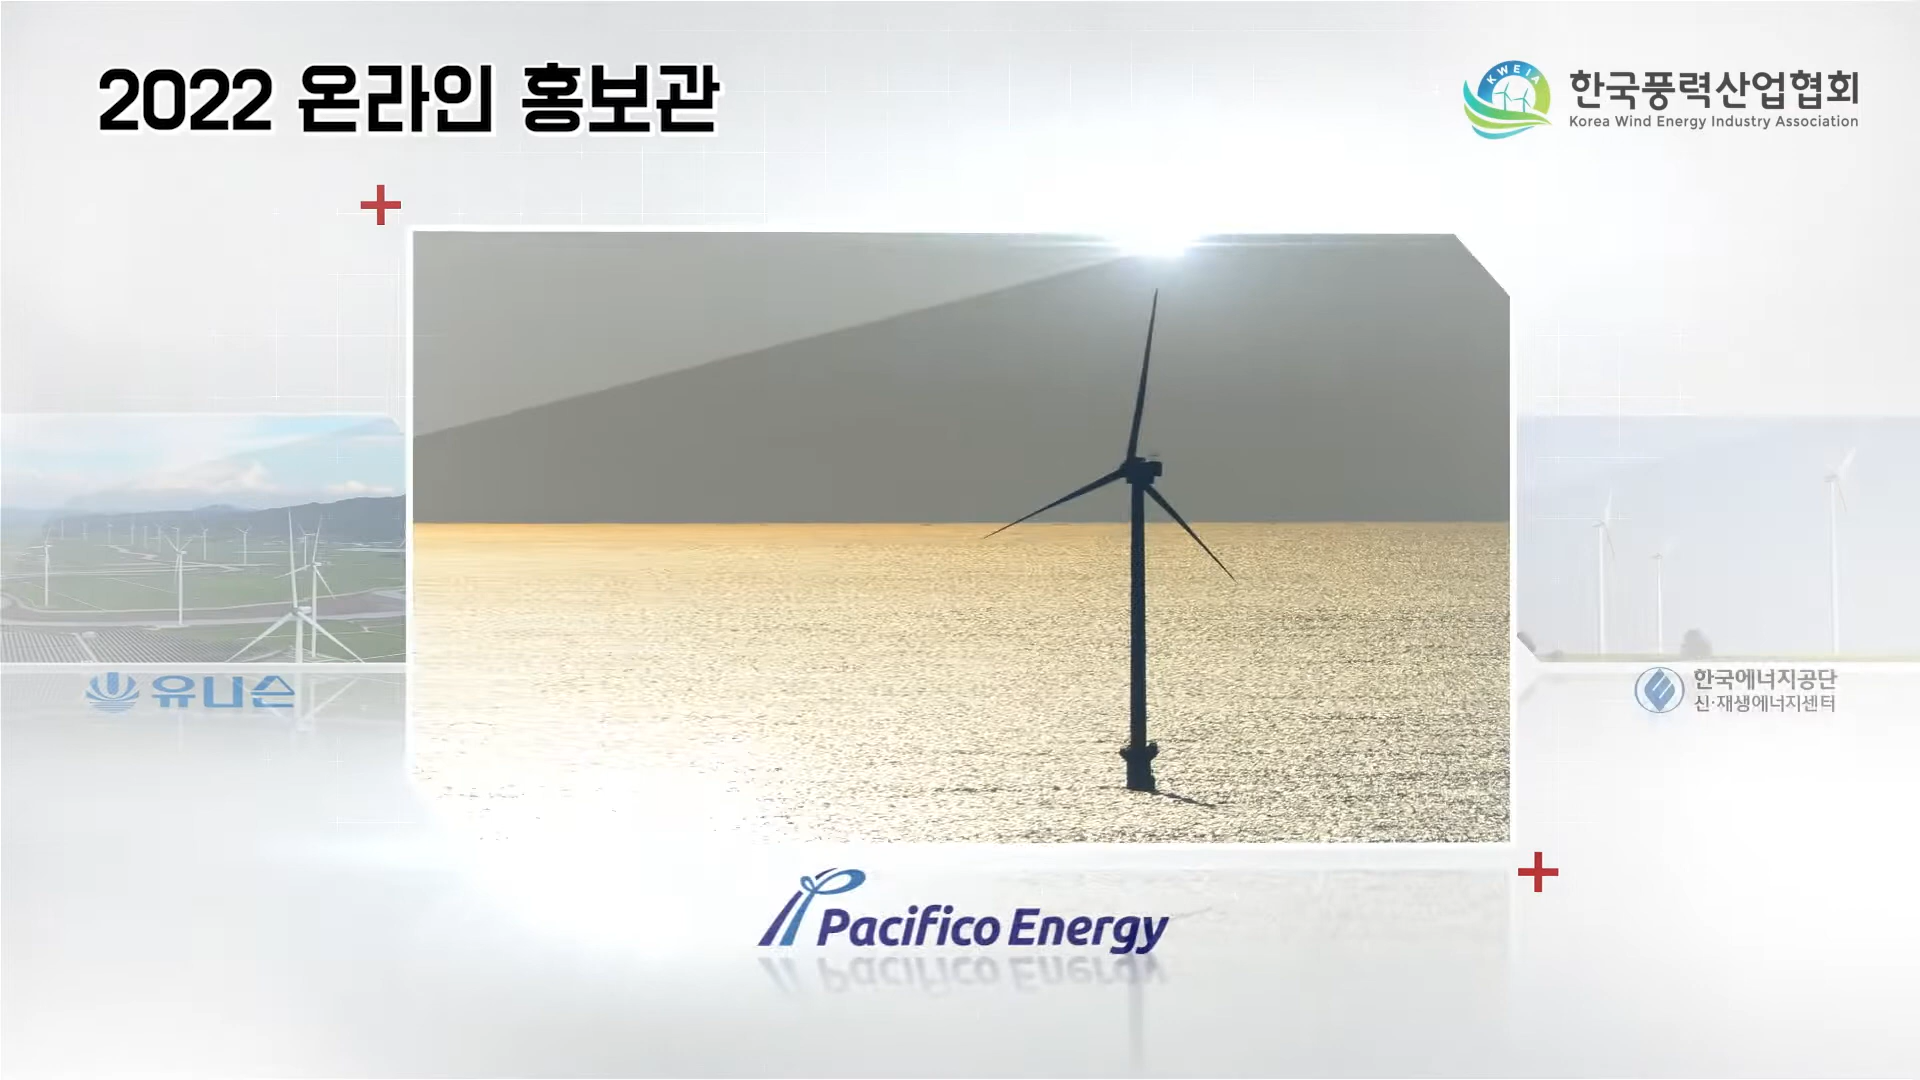 2022 온라인 홍보관
KWEIA
한국풍력산업협회
Korea Wind Energy Industry Association
유니슨
한국에너지공단
신·재생에너지센터
Pacifico Energy